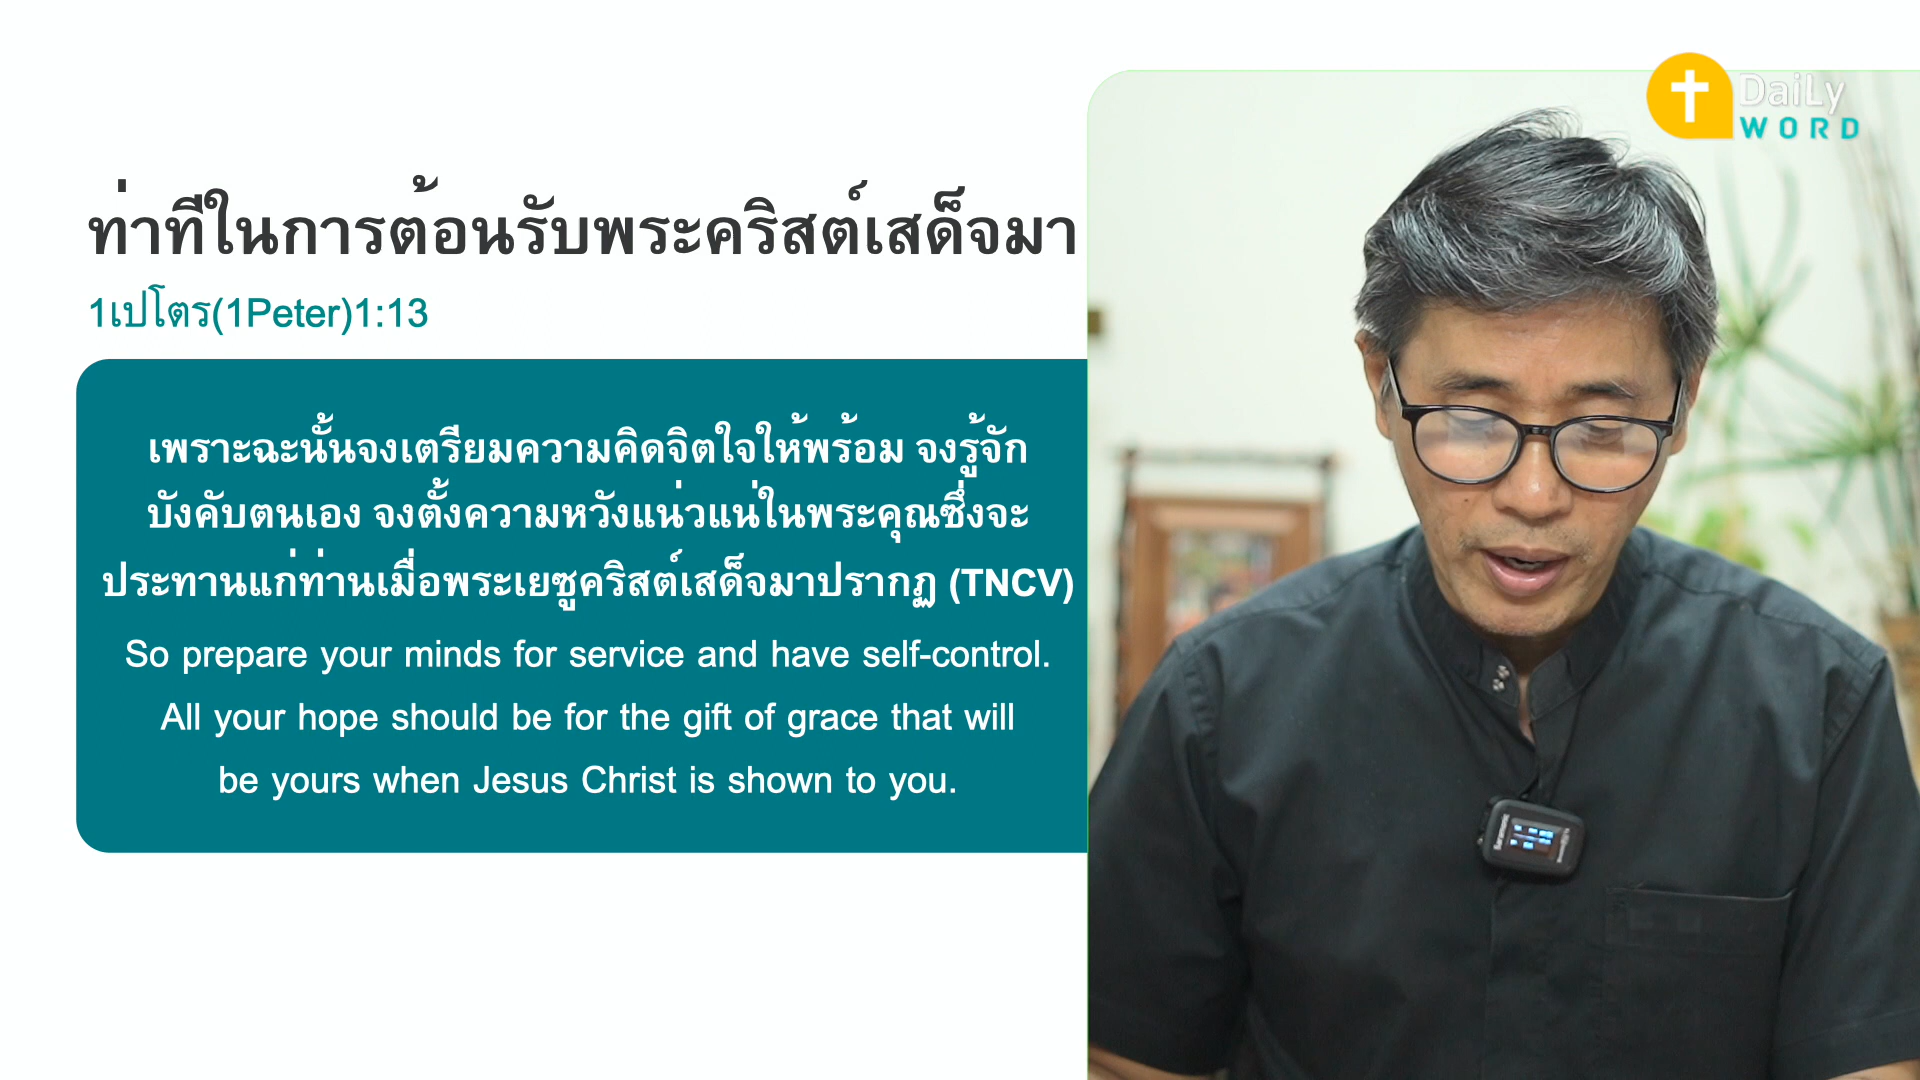 DaiLy
WORD
ท่าทีในการต้อนรับพระคริสต์เสด็จมา
1เปโตร(1Peter)1:13
เพราะฉะนั้นจงเตรียมความคิดจิตใจให้พร้อม จงรู้จัก
บังคับตนเอง จงตั้งความหวังแน่วแน่ในพระคุณซึ่งจะ
ประทานแก่ท่านเมื่อพระเยซูคริสต์เสด็จมาปรากฏ (TNCV)
So prepare your minds for service and have self-control.
All your hope should be for the gift of grace that will
be yours when Jesus Christ is shown to you.